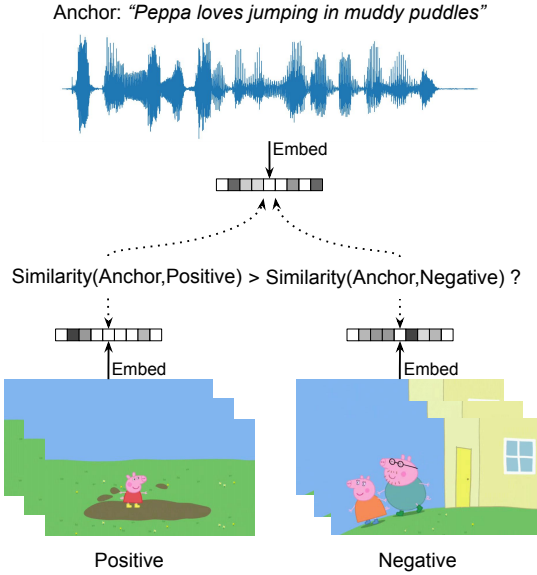 Anchor: “Peppa loves jumping in muddy puddles”
Embed
Similarity(Anchor,Positive) > Similarity(Anchor,Negative) ?
Embed
Embed
Positive
Negative